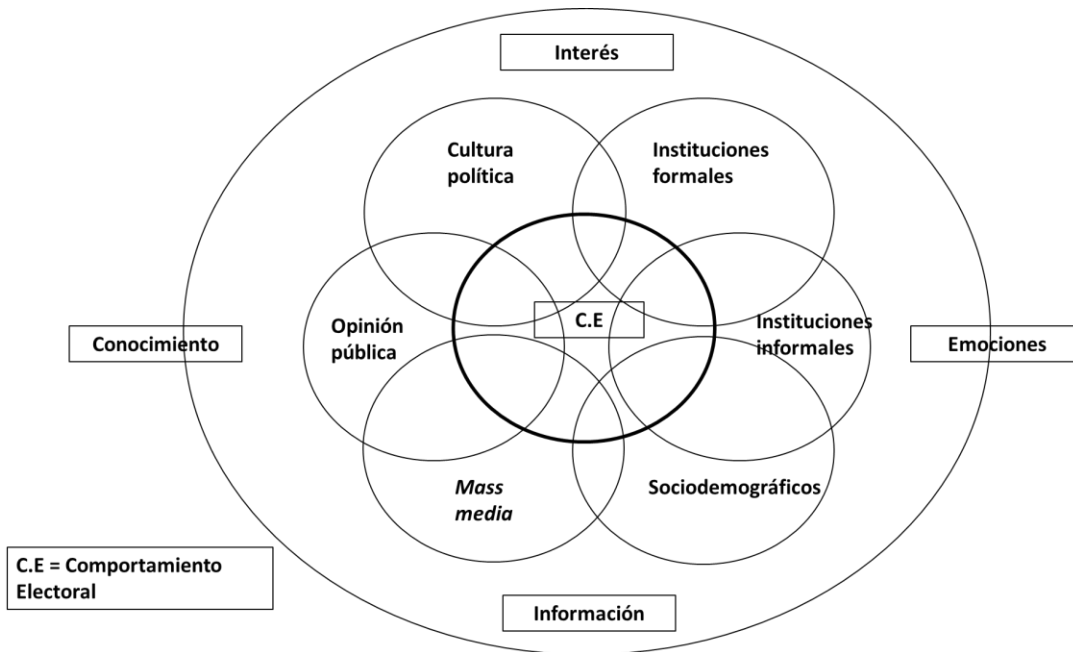 Interés
Cultura
política
Instituciones
formales
C.E
Opinión
pública
Instituciones
informales
Conocimiento
Emociones
Mass
media
Sociodemográficos
C.E = Comportamiento
Electoral
Información